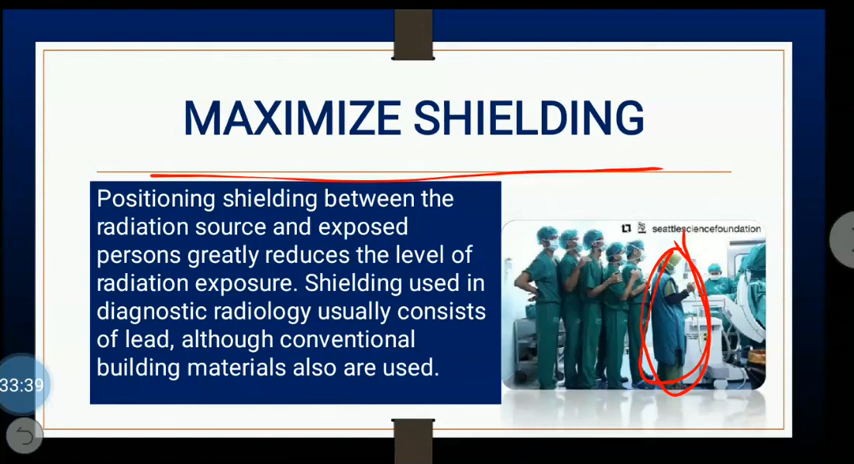 MAXIMIZE SHIELDING
seattlesciencefoundation
Positioning shielding between the
radiation source and exposed
persons greatly reduces the level of
radiation exposure. Shielding used in
diagnostic radiology usually consists
of lead, although conventional
building materials also are used.
33:39